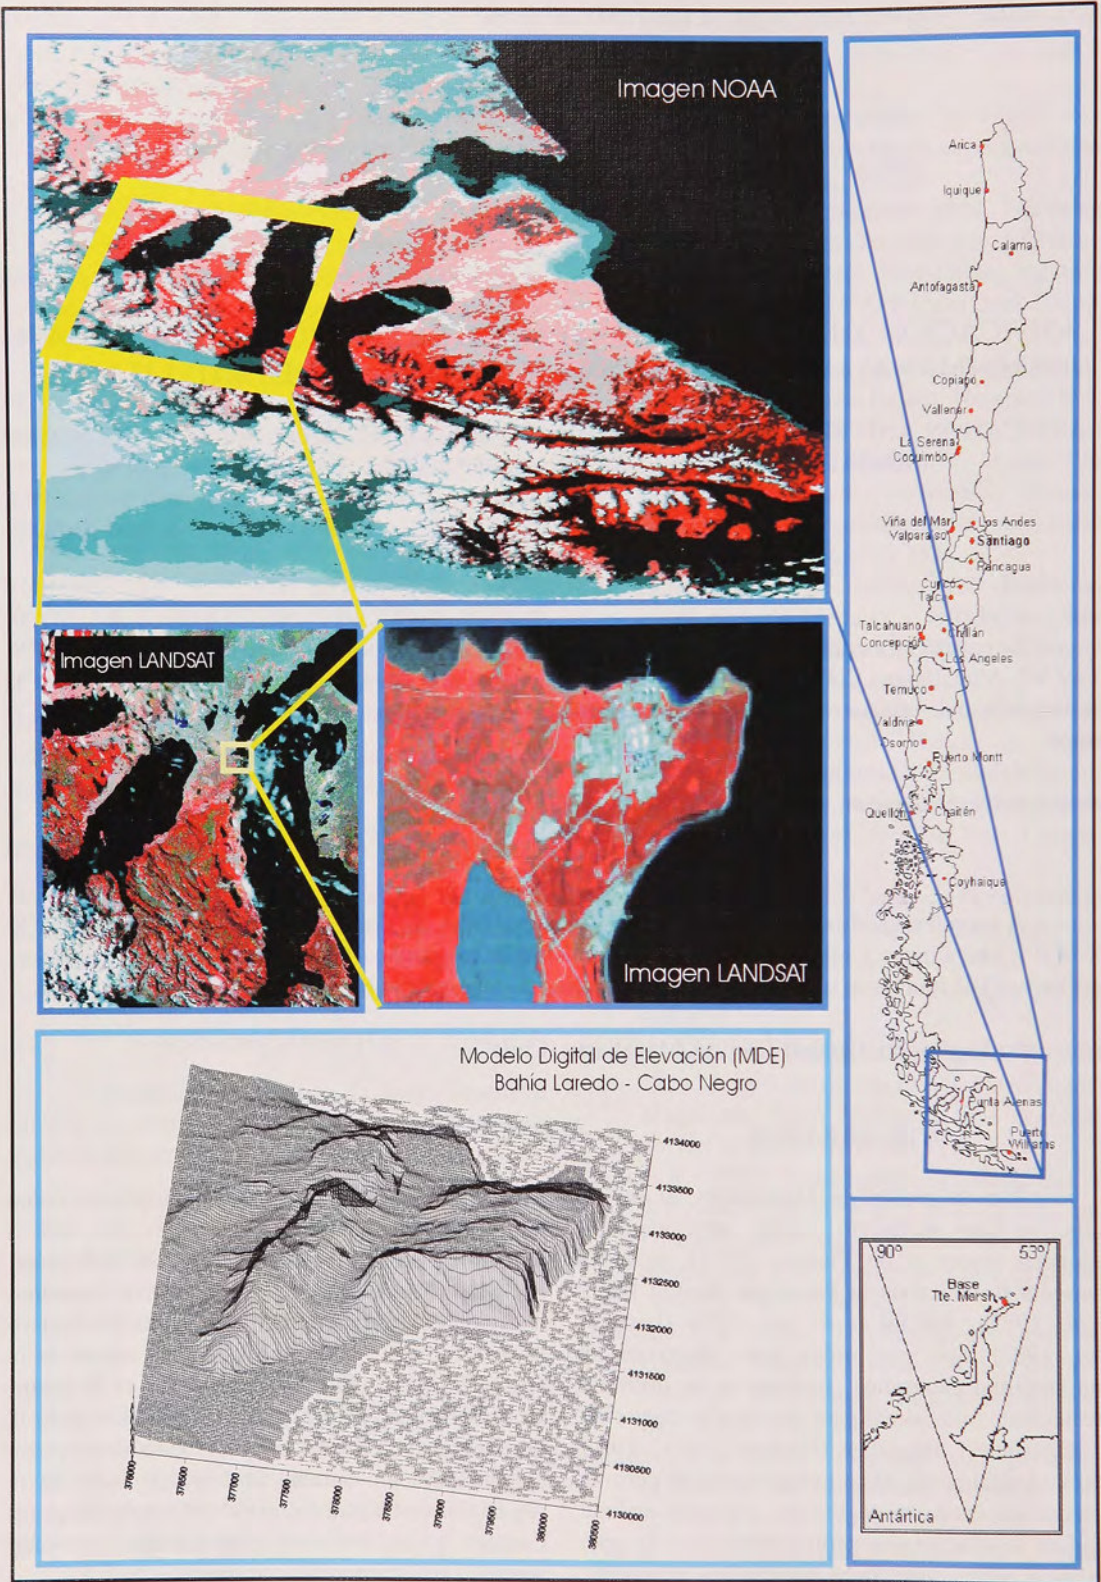 Imagen NOAA
Imagen LANDSAT
Imagen LANDSAT
Modelo Digital de Elevación (MDE)
Bahía Laredo - Cabo Negro
4134000
4133500
4133000
4132500
4132000
4131500
4131000
4130500
4130000
376000
376500
377000
377500
378000
378500
379000
379500
380000
380500
Arica
Iquique
Calama
Antofagasta
Copiapó
Vallenar
La Serena
Coquimbo
Viña del Mar
Los Andes
Valparaíso
Santiago
Rancagua
Curicó
Talca
Talcahuano
Chillán
Concepción
Los Angeles
Temuco
Valdivia
Osorno
Puerto Montt
Quellón
Chaitén
Coyhaique
Punta Arenas
Puerto
Williams
90º
53º
Base
Tte. Marsh
Antártica